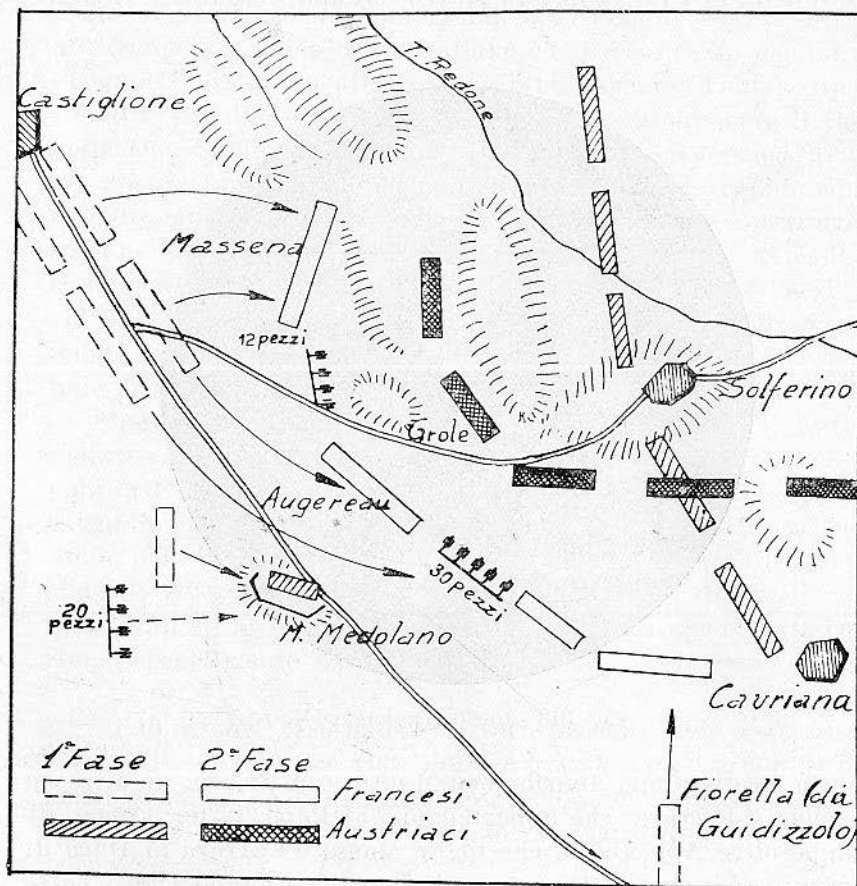 T. Redone
Castiglione
Massena
12 pezzi
Solferino
Grole
Augereau
30 pezzi
20
pezzi
M. Medolano
Cavriana
1ª Fase 2ª Fase
Francesi
Austriaci
Fiorella (da
Guidizzolo)